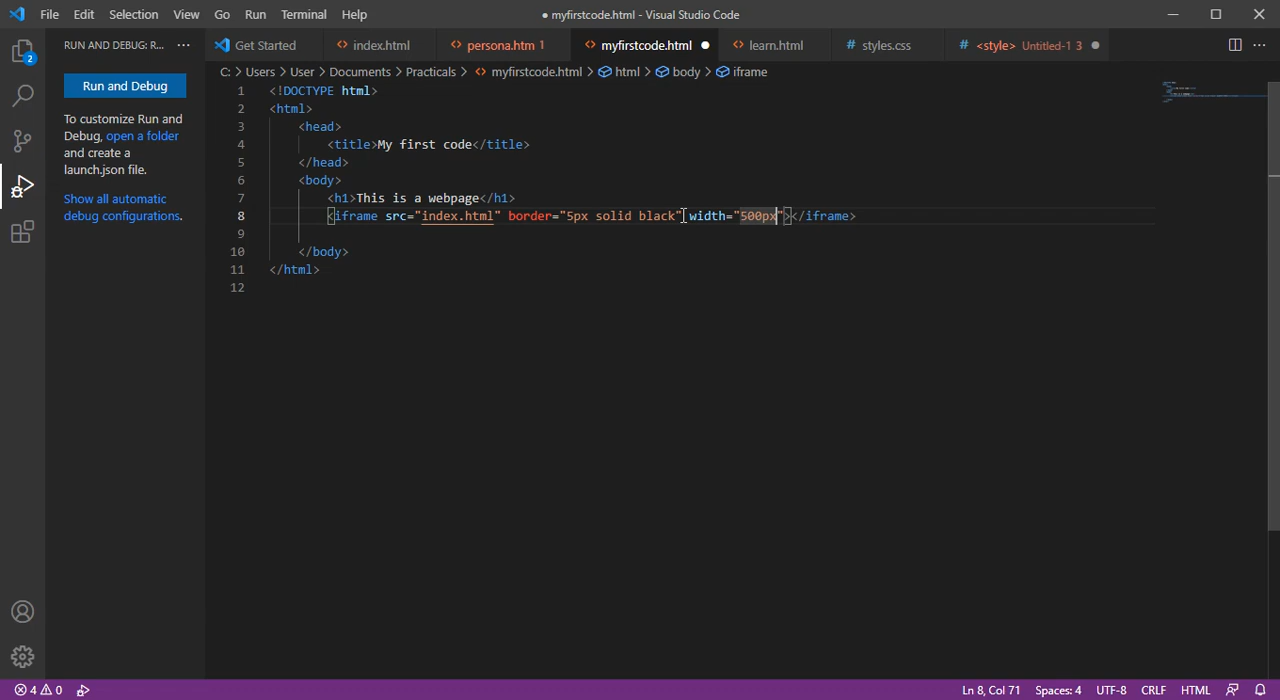 File Edit Selection View Go Run Terminal Help
● myfirstcode.html - Visual Studio Code
RUN AND DEBUG: R... ···
Get Started
index.html
persona.htm 1
myfirstcode.html ●
learn.html
# styles.css
# <style> Untitled-1 3 ●
C: > Users > User > Documents > Practicals > myfirstcode.html > html > body > iframe
2
Run and Debug
To customize Run and
Debug, open a folder
and create a
launch.json file.
Show all automatic
debug configurations.
1 <!DOCTYPE html>
2 <html>
3 <head>
4 <title>My first code</title>
5 </head>
6 <body>
7 <h1>This is a webpage</h1>
8 <iframe src="index.html" border="5px solid black" width="500px"></iframe>
9
10 </body>
11 </html>
12
4 0
Ln 8, Col 71 Spaces: 4 UTF-8 CRLF HTML